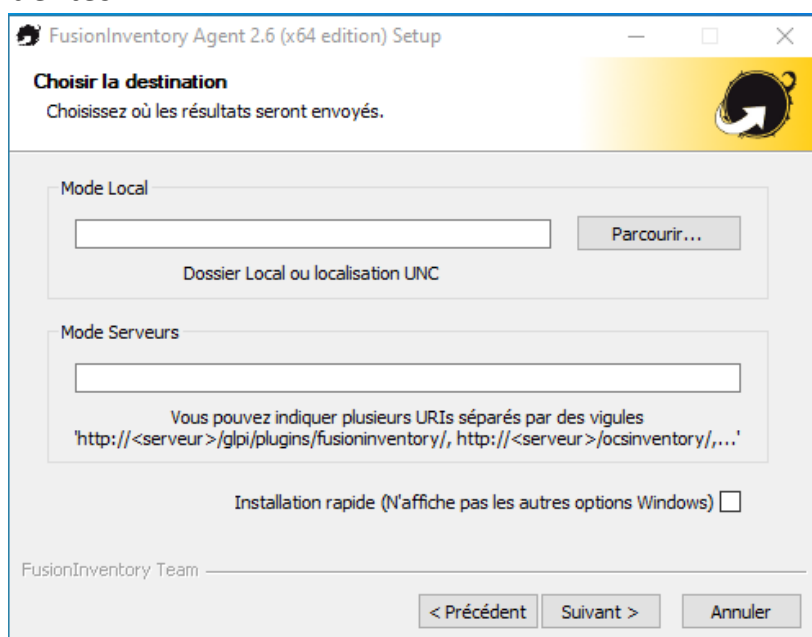 FusionInventory Agent 2.6 (x64 edition) Setup
Choisir la destination
Choisissez où les résultats seront envoyés.
Mode Local
Parcourir...
Dossier Local ou localisation UNC
Mode Serveurs
Vous pouvez indiquer plusieurs URIs séparés par des vigules
'http://<serveur>/glpi/plugins/fusioninventory/, http://<serveur>/ocsinventory/,...'
Installation rapide (N'affiche pas les autres options Windows)
FusionInventory Team
< Précédent Suivant > Annuler